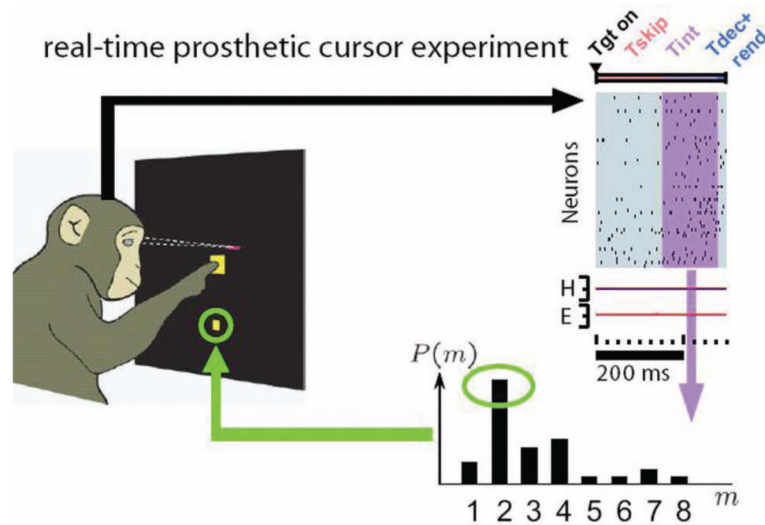 real-time prosthetic cursor experiment
Tgt on
Tskip
Tint
Tdec+
rend
Neurons
H
E
200 ms
P(m)
1 2 3 4 5 6 7 8 m